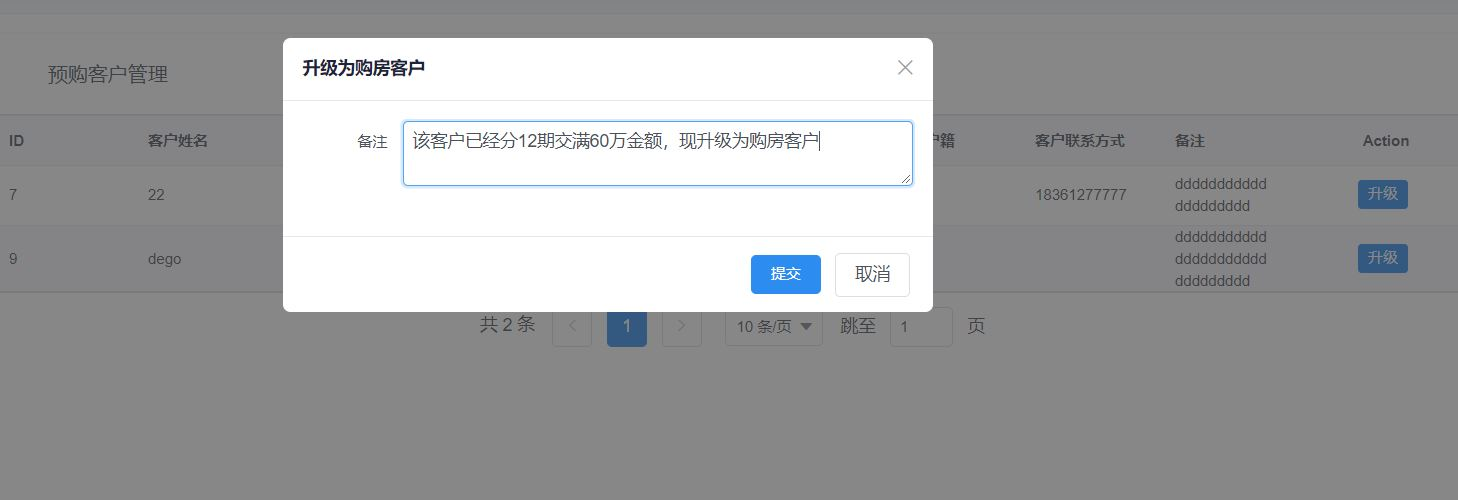 升级为购房客户
预购客户管理
ID 客户姓名 户籍 客户联系方式 备注 Action
备注 该客户已经分12期交满60万金额，现升级为购房客户
7 22 18361277777 ddddddddddd 升级
ddddddddd
9 dego ddddddddddd 升级
ddddddddddd
ddddddddd
提交 取消
共 2 条 1 10 条/页 跳至 1 页